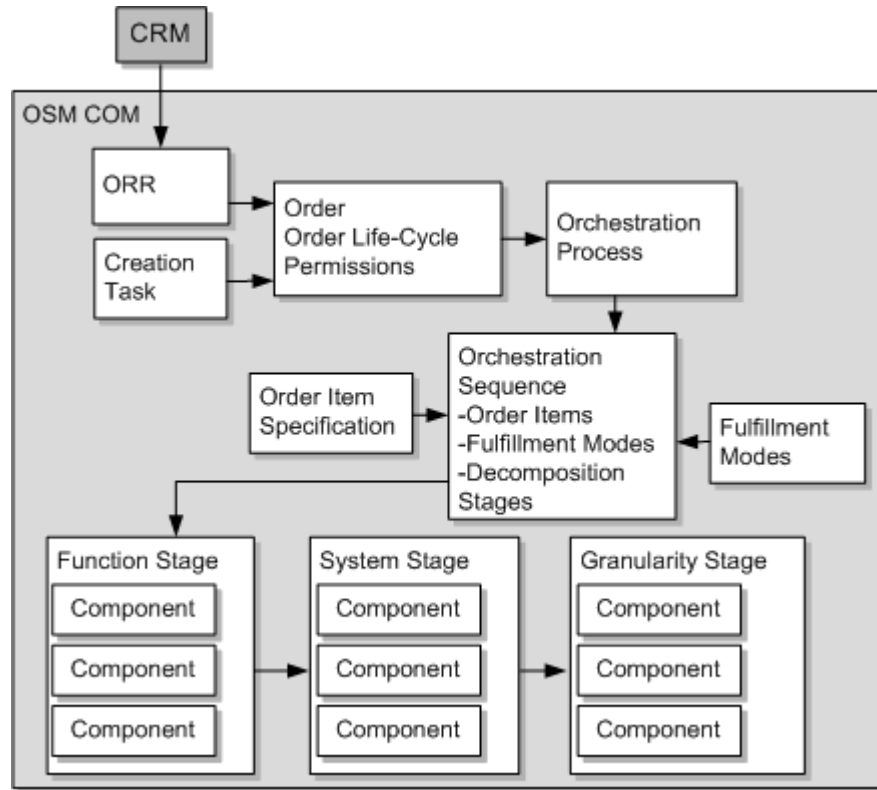 CRM
OSM COM
ORR
Creation
Task
Order
Order Life-Cycle
Permissions
Orchestration
Process
Order Item
Specification
Orchestration
Sequence
-Order Items
-Fulfillment Modes
-Decomposition
Stages
Fulfillment
Modes
Function Stage
Component
Component
Component
System Stage
Component
Component
Component
Granularity Stage
Component
Component
Component